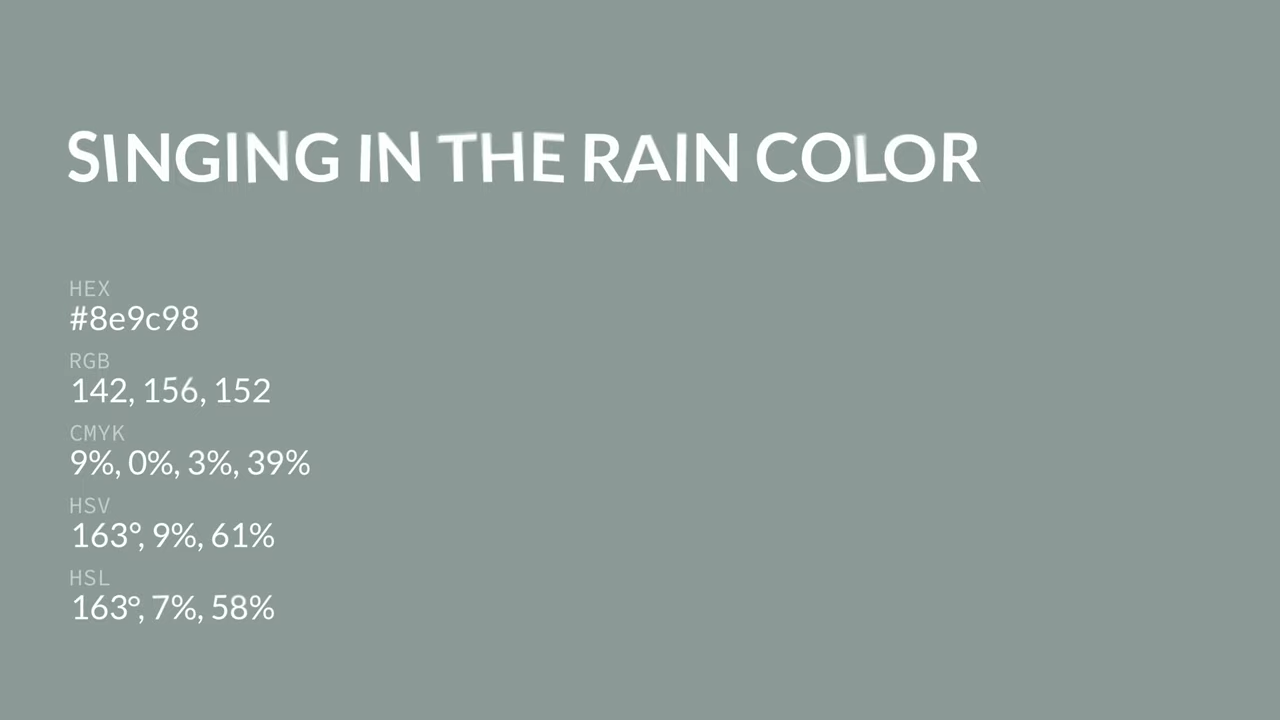 SINGING IN THE RAIN COLOR
HEX
#8e9c98
RGB
142, 156, 152
CMYK
9%, 0%, 3%, 39%
HSV
163°, 9%, 61%
HSL
163°, 7%, 58%